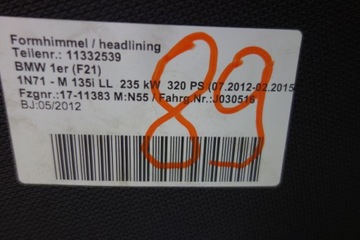 Formhimmel / headlining
Teilenr.: 11332539
BMW 1er (F21)
1N71 - M 135i LL 235 kW 320 PS (07.2012-02.2015
Fzgnr.:17-11383 M:N55 / Fahrg.Nr.:J030516
BJ:05/2012
89